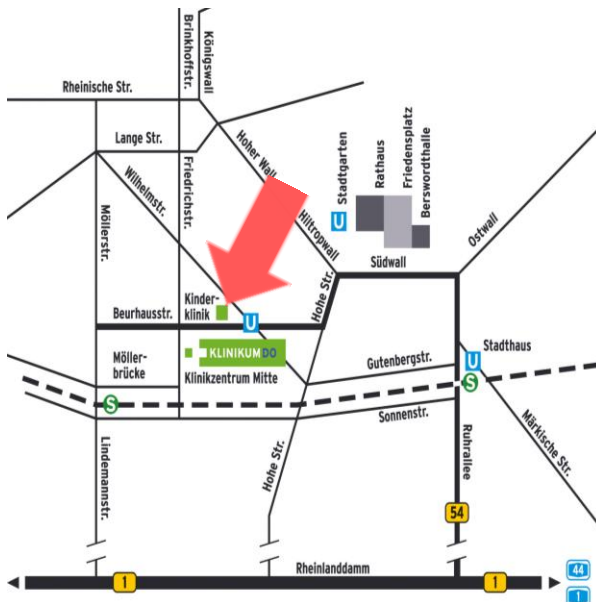 Brinkhoffstr.
Königswall
Rheinische Str.
Lange Str.
Hoher Wall
Stadtgarten
Rathaus
Friedensplatz
Berswordthalle
Wilhelmstr.
Friedrichstr.
U
Hiltropwall
Ostwall
Möllerstr.
Südwall
Kinder-
klinik
Hohe Str.
Beurhausstr.
U
KLINIKUMDO
Klinikzentrum Mitte
Möller-
brücke
Gutenbergstr.
U
Stadthaus
S
S
Sonnenstr.
Märkische Str.
Lindemannstr.
Hohe Str.
Ruhrallee
54
Rheinlanddamm
1
1
44
1